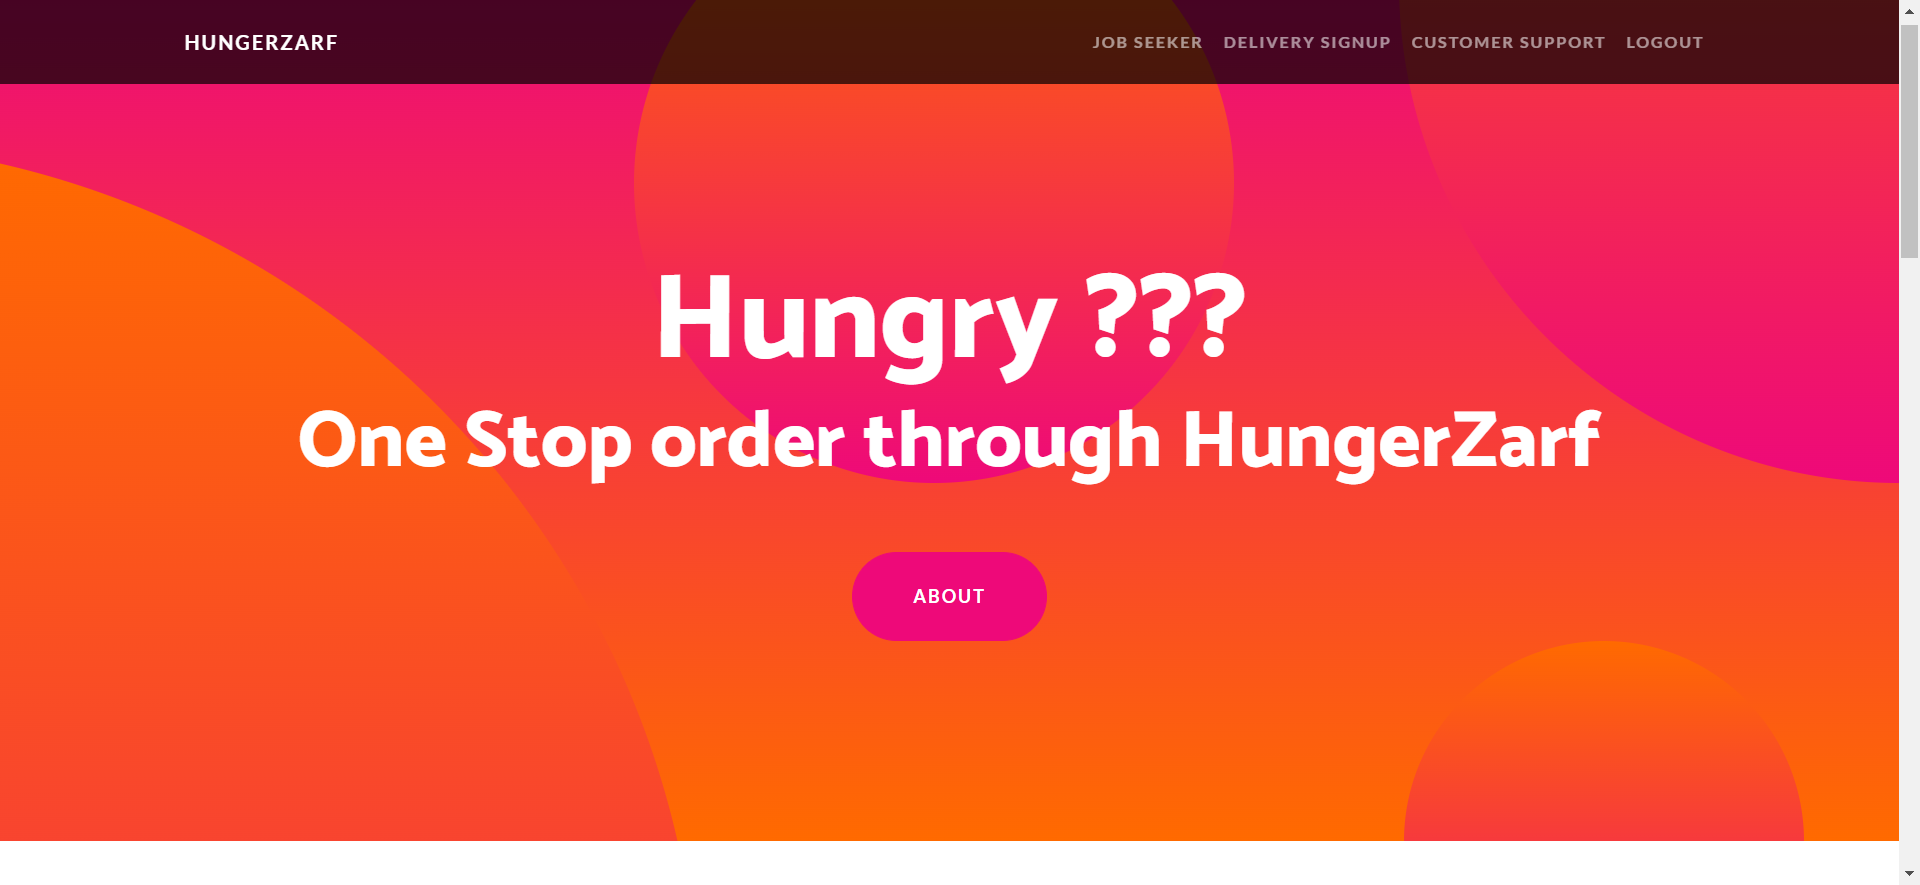 HUNGERZARF
JOB SEEKER DELIVERY SIGNUP CUSTOMER SUPPORT LOGOUT
Hungry ???
One Stop order through HungerZarf
ABOUT